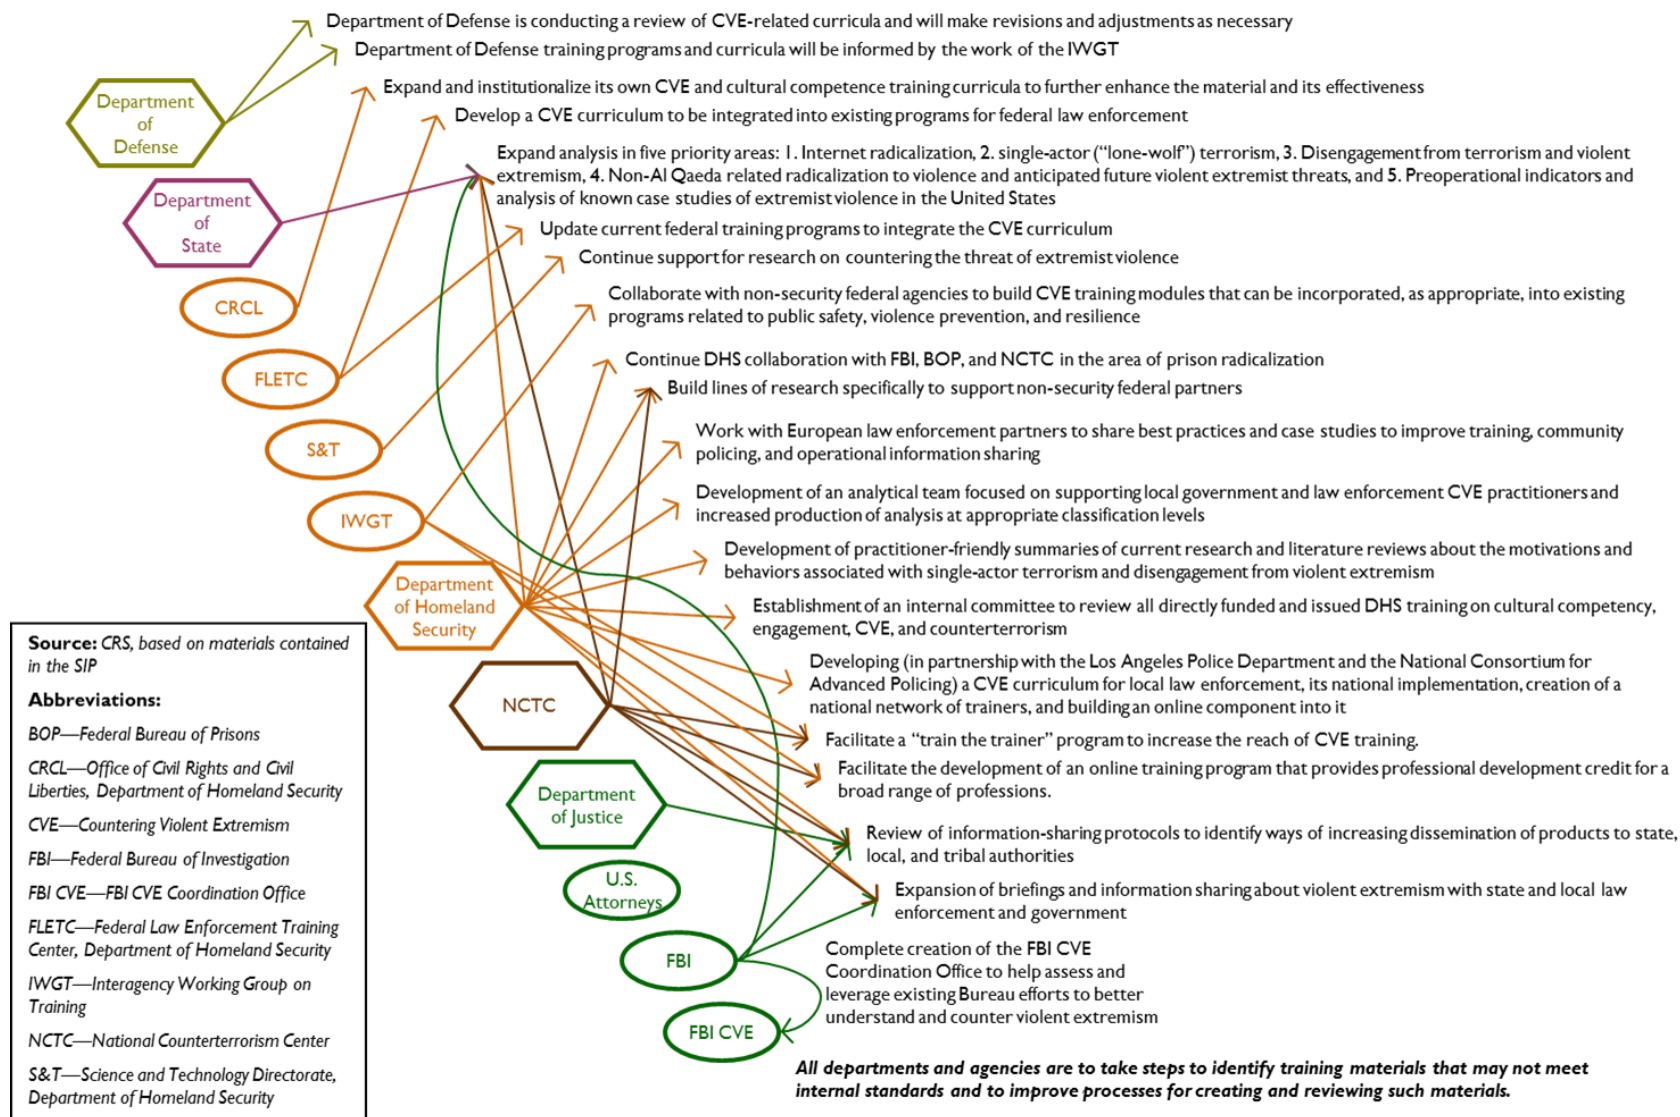 Department of Defense is conducting a review of CVE-related curricula and will make revisions and adjustments as necessary
Department of Defense training programs and curricula will be informed by the work of the IWGT
Department
of
Defense
Expand and institutionalize its own CVE and cultural competence training curricula to further enhance the material and its effectiveness
Develop a CVE curriculum to be integrated into existing programs for federal law enforcement
Expand analysis in five priority areas: 1. Internet radicalization, 2. single-actor (“lone-wolf”) terrorism, 3. Disengagement from terrorism and violent
extremism, 4. Non-Al Qaeda related radicalization to violence and anticipated future violent extremist threats, and 5. Preoperational indicators and
analysis of known case studies of extremist violence in the United States
Department
of
State
Update current federal training programs to integrate the CVE curriculum
Continue support for research on countering the threat of extremist violence
CRCL
Collaborate with non-security federal agencies to build CVE training modules that can be incorporated, as appropriate, into existing
programs related to public safety, violence prevention, and resilience
FLETC
Continue DHS collaboration with FBI, BOP, and NCTC in the area of prison radicalization
Build lines of research specifically to support non-security federal partners
S&T
Work with European law enforcement partners to share best practices and case studies to improve training, community
policing, and operational information sharing
IWGT
Development of an analytical team focused on supporting local government and law enforcement CVE practitioners and
increased production of analysis at appropriate classification levels
Development of practitioner-friendly summaries of current research and literature reviews about the motivations and
behaviors associated with single-actor terrorism and disengagement from violent extremism
Department
of Homeland
Security
Establishment of an internal committee to review all directly funded and issued DHS training on cultural competency,
engagement, CVE, and counterterrorism
Developing (in partnership with the Los Angeles Police Department and the National Consortium for
Advanced Policing) a CVE curriculum for local law enforcement, its national implementation, creation of a
national network of trainers, and building an online component into it
NCTC
Facilitate a “train the trainer” program to increase the reach of CVE training.
Facilitate the development of an online training program that provides professional development credit for a
broad range of professions.
Department
of Justice
Review of information-sharing protocols to identify ways of increasing dissemination of products to state,
local, and tribal authorities
U.S.
Attorneys
Expansion of briefings and information sharing about violent extremism with state and local law
enforcement and government
FBI
Complete creation of the FBI CVE
Coordination Office to help assess and
leverage existing Bureau efforts to better
understand and counter violent extremism
FBI CVE
All departments and agencies are to take steps to identify training materials that may not meet
internal standards and to improve processes for creating and reviewing such materials.
Source: CRS, based on materials contained
in the SIP
Abbreviations:
BOP—Federal Bureau of Prisons
CRCL—Office of Civil Rights and Civil
Liberties, Department of Homeland Security
CVE—Countering Violent Extremism
FBI—Federal Bureau of Investigation
FBI CVE—FBI CVE Coordination Office
FLETC—Federal Law Enforcement Training
Center, Department of Homeland Security
IWGT—Interagency Working Group on
Training
NCTC—National Counterterrorism Center
S&T—Science and Technology Directorate,
Department of Homeland Security